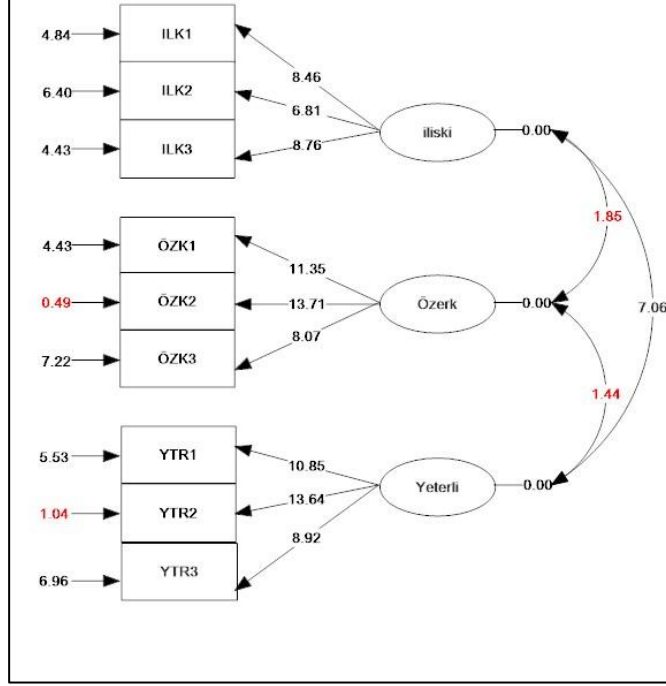 4.84 ILK1
8.46
6.40 ILK2
6.81
iliski 0.00
4.43 ILK3
8.76
1.85
4.43 ÖZK1
11.35
0.49 ÖZK2
13.71
Özerk 0.00
7.06
7.22 ÖZK3
8.07
1.44
5.53 YTR1
10.85
1.04 YTR2
13.64
Yeterli 0.00
8.92
6.96 YTR3